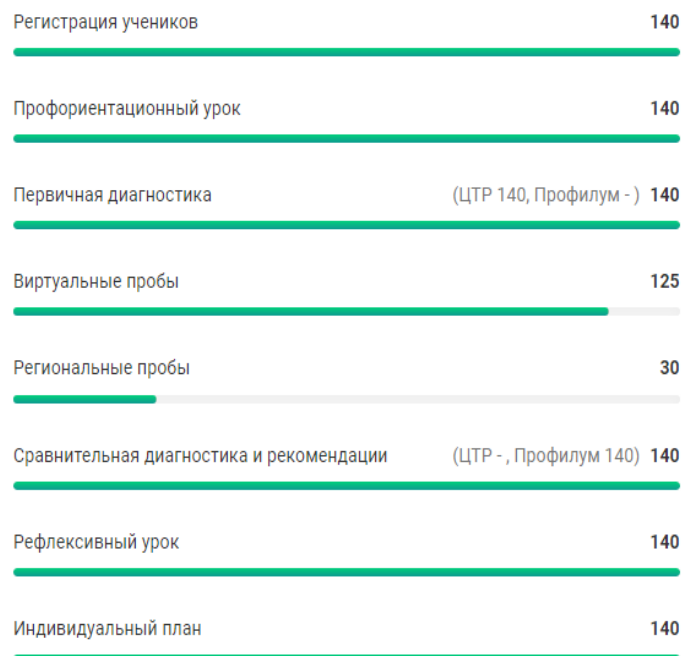 Регистрация учеников 140
Профориентационный урок 140
Первичная диагностика (ЦТР 140, Профилум - ) 140
Виртуальные пробы 125
Региональные пробы 30
Сравнительная диагностика и рекомендации (ЦТР - , Профилум 140) 140
Рефлексивный урок 140
Индивидуальный план 140